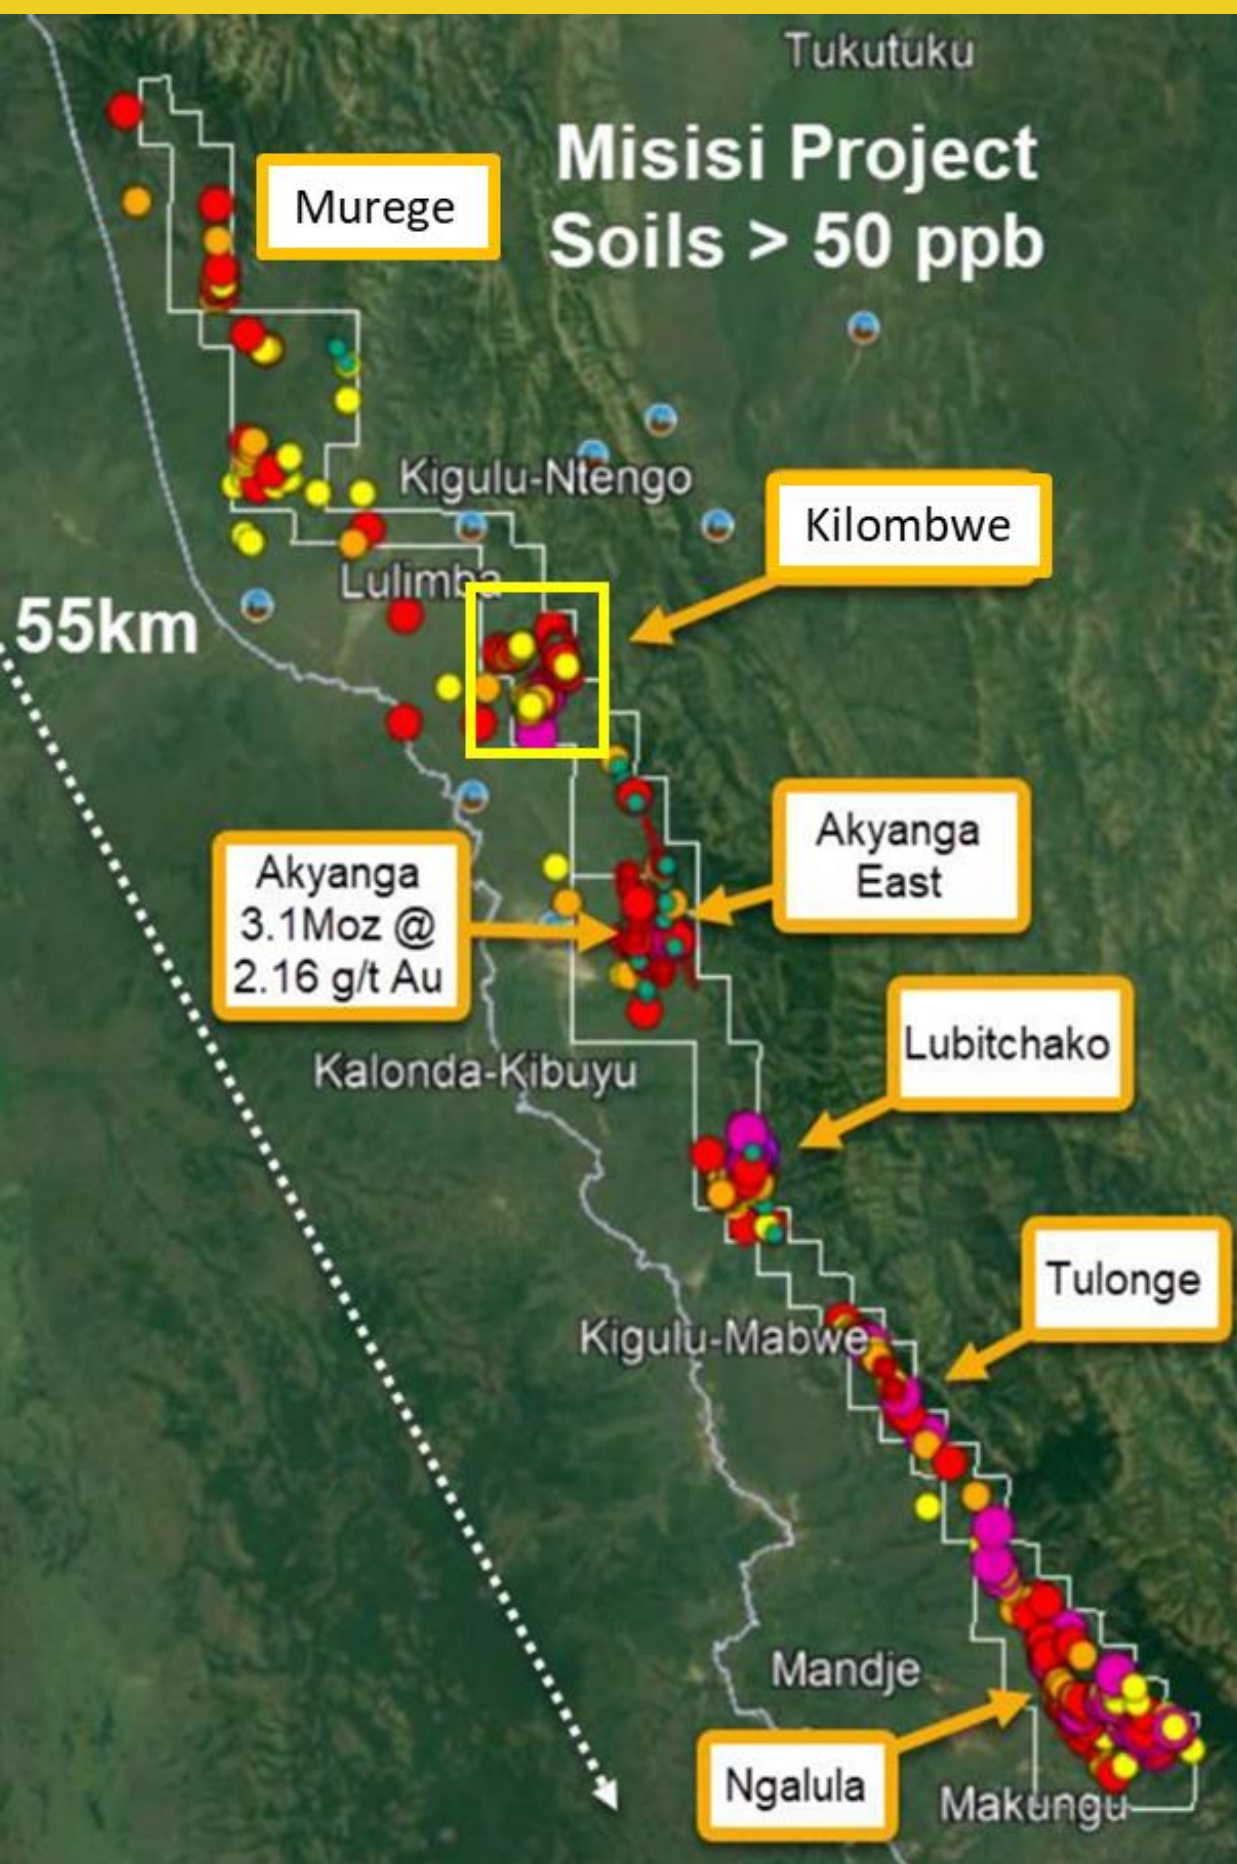 Tukutuku
Misisi Project
Soils > 50 ppb
Murege
Kigulu-Ntengo
Kilombwe
Lulimba
55km
Akyanga
East
Akyanga
3.1Moz @
2.16 g/t Au
Lubitchako
Kalonda-Kibuyu
Tulonge
Kigulu-Mabwe
Mandje
Ngalula
Makungu